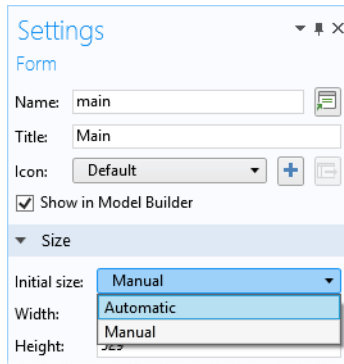 Settings
Form
Name: main
Title: Main
Icon: Default
Show in Model Builder
Size
Initial size: Manual
Width: Automatic
Manual
Height: